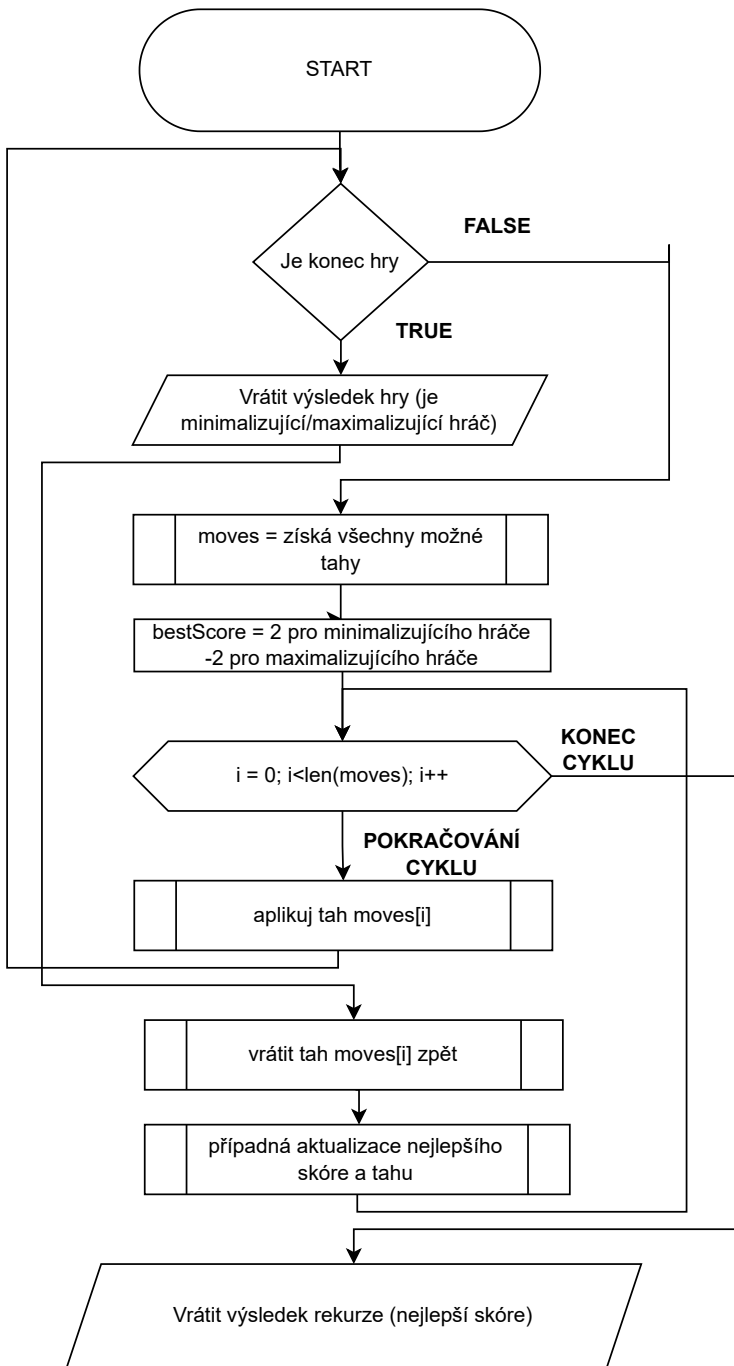 START
FALSE
Je konec hry
TRUE
Vrátit výsledek hry (je
minimalizující/maximalizující hráč)
moves = získá všechny možné
tahy
bestScore = 2 pro minimalizujícího hráče
-2 pro maximalizujícího hráče
KONEC
CYKLU
i = 0; i<len(moves); i++
POKRAČOVÁNÍ
CYKLU
aplikuj tah moves[i]
vrátit tah moves[i] zpět
případná aktualizace nejlepšího
skóre a tahu
Vrátit výsledek rekurze (nejlepší skóre)